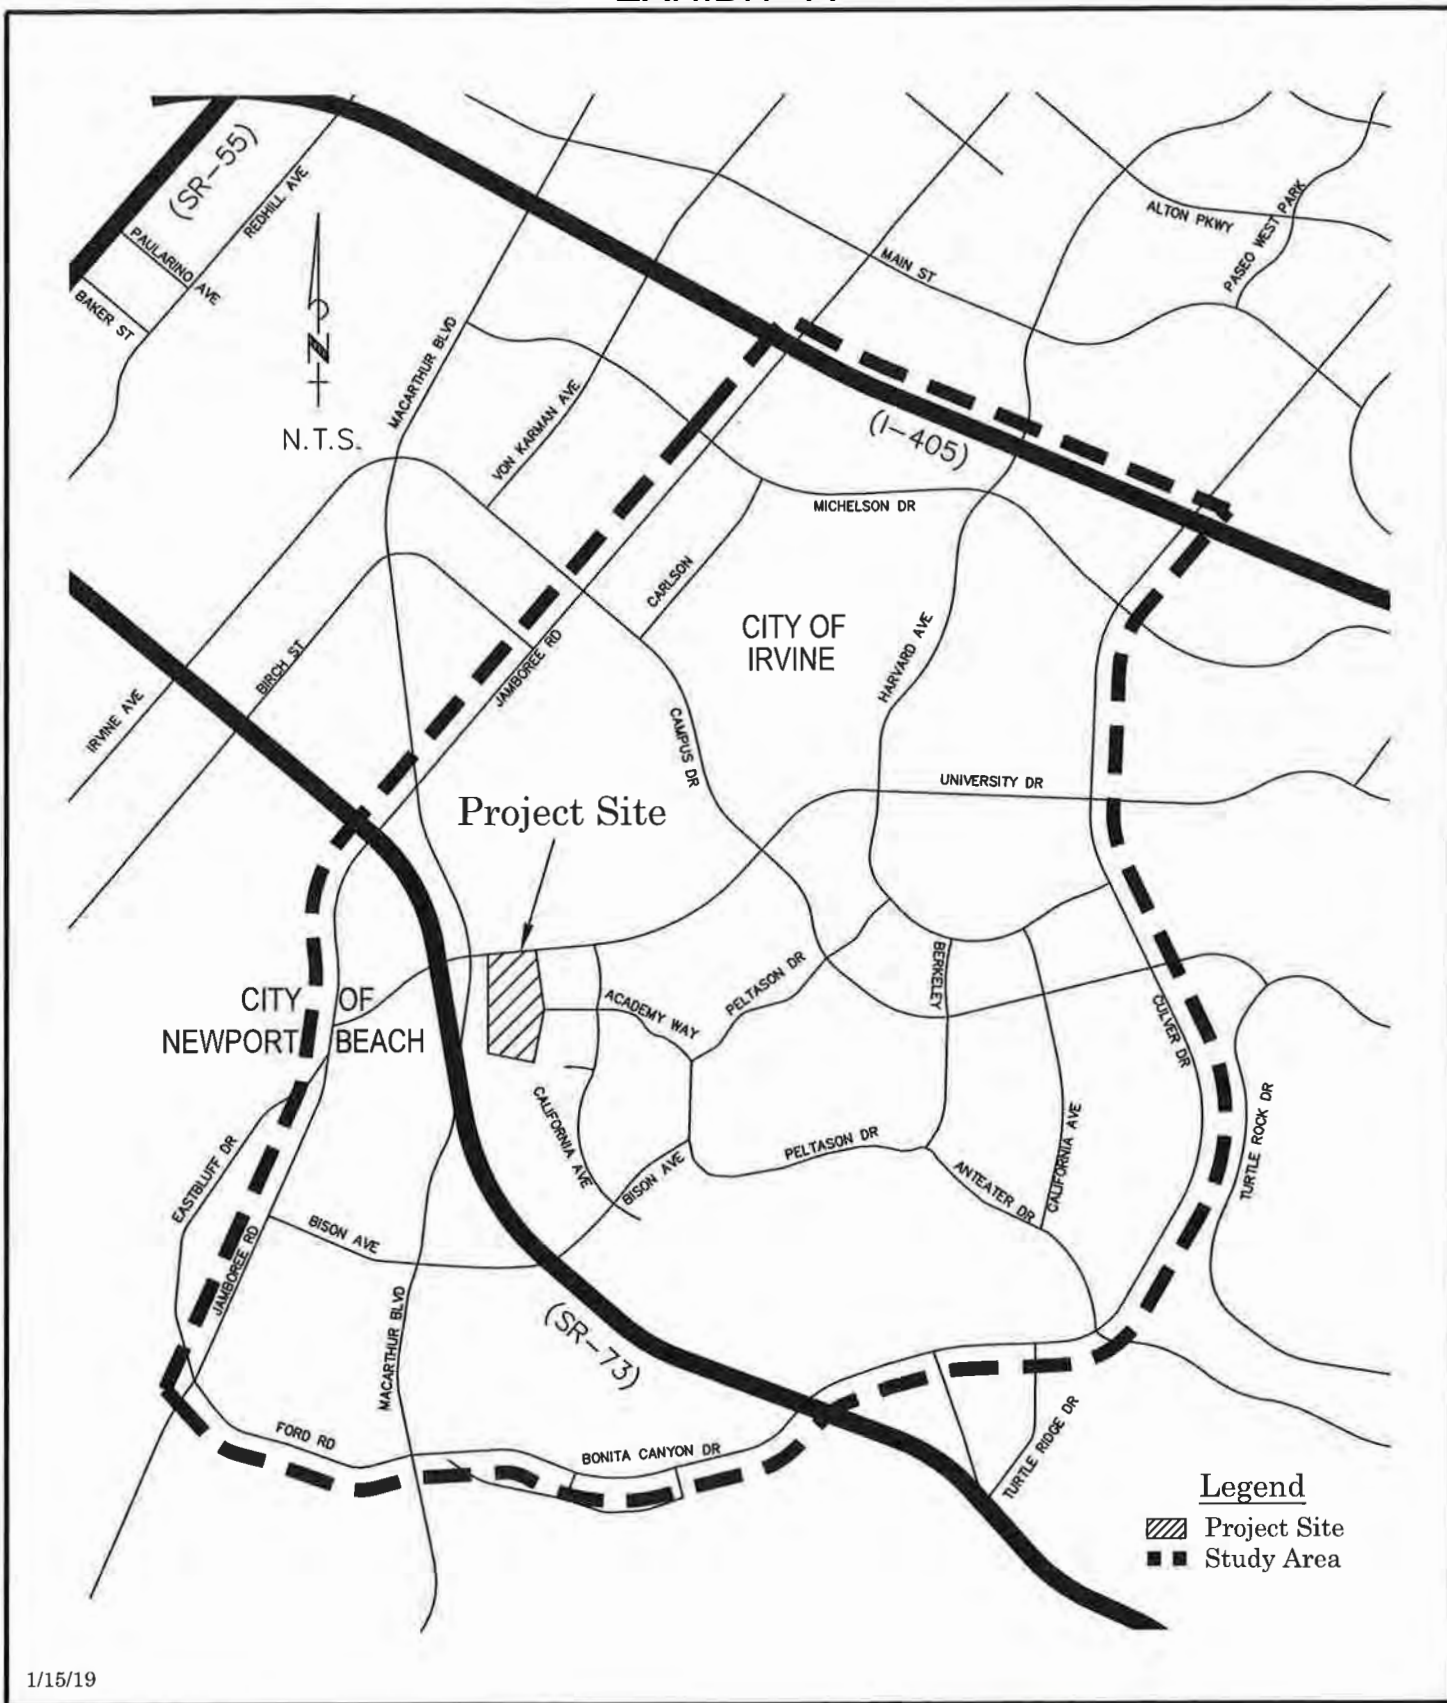 (SR-55)
REDHILL AVE
PAULARINO AVE
BAKER ST
N
N.T.S.
MACARTHUR BLVD
VON KARMAN AVE
MAIN ST
ALTON PKWY
PASEO WEST PARK
(I-405)
MICHELSON DR
CARLSON
CITY OF
IRVINE
HARVARD AVE
JAMBOREE RD
BIRCH ST
IRVINE AVE
CAMPUS DR
UNIVERSITY DR
Project Site
CITY OF
NEWPORT BEACH
ACADEMY WAY
PELTASON DR
BERKELEY
CULVER DR
CALIFORNIA AVE
BISON AVE
PELTASON DR
ANTEATER DR
CALIFORNIA AVE
TURTLE ROCK DR
EASTBLUFF DR
JAMBOREE RD
BISON AVE
MACARTHUR BLVD
(SR-73)
FORD RD
BONITA CANYON DR
TURTLE RIDGE DR
Legend
Project Site
Study Area
1/15/19